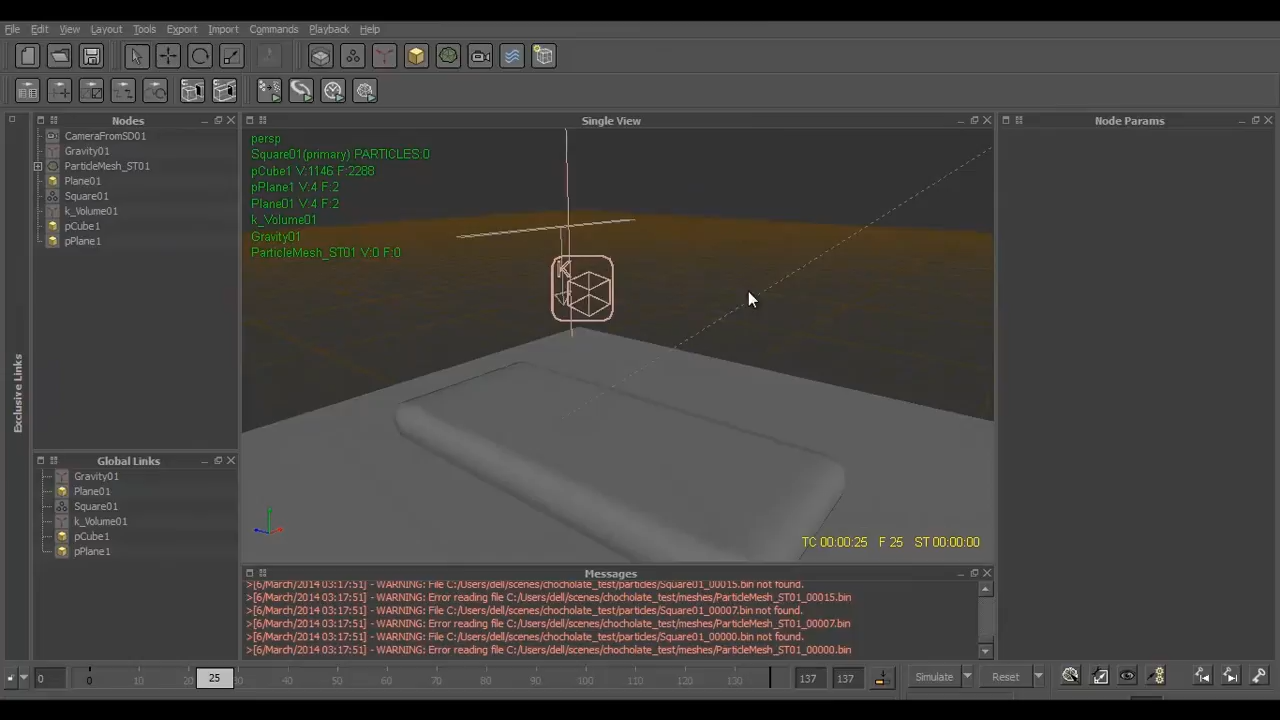 File Edit View Layout Tools Export Import Commands Playback Help
Nodes
CameraFromSD01
Gravity01
ParticleMesh_ST01
Plane01
Square01
k_Volume01
pCube1
pPlane1
Exclusive Links
Global Links
Gravity01
Plane01
Square01
k_Volume01
pCube1
pPlane1
Single View
persp
Square01(primary) PARTICLES:0
pCube1 V:1146 F:2288
pPlane1 V:4 F:2
Plane01 V:4 F:2
k_Volume01
Gravity01
ParticleMesh_ST01 V:0 F:0
K
TC 00:00:25 F 25 ST 00:00:00
Node Params
Messages
>[6/March/2014 03:17:51] - WARNING: File C:/Users/dell/scenes/chocholate_test/particles/Square01_00015.bin not found.
>[6/March/2014 03:17:51] - WARNING: Error reading file C:/Users/dell/scenes/chocholate_test/meshes/ParticleMesh_ST01_00015.bin
>[6/March/2014 03:17:51] - WARNING: File C:/Users/dell/scenes/chocholate_test/particles/Square01_00007.bin not found.
>[6/March/2014 03:17:51] - WARNING: Error reading file C:/Users/dell/scenes/chocholate_test/meshes/ParticleMesh_ST01_00007.bin
>[6/March/2014 03:17:51] - WARNING: File C:/Users/dell/scenes/chocholate_test/particles/Square01_00000.bin not found.
>[6/March/2014 03:17:51] - WARNING: Error reading file C:/Users/dell/scenes/chocholate_test/meshes/ParticleMesh_ST01_00000.bin
0 0 10 20 25 30 40 50 60 70 80 90 100 110 120 130 137 137 Simulate Reset